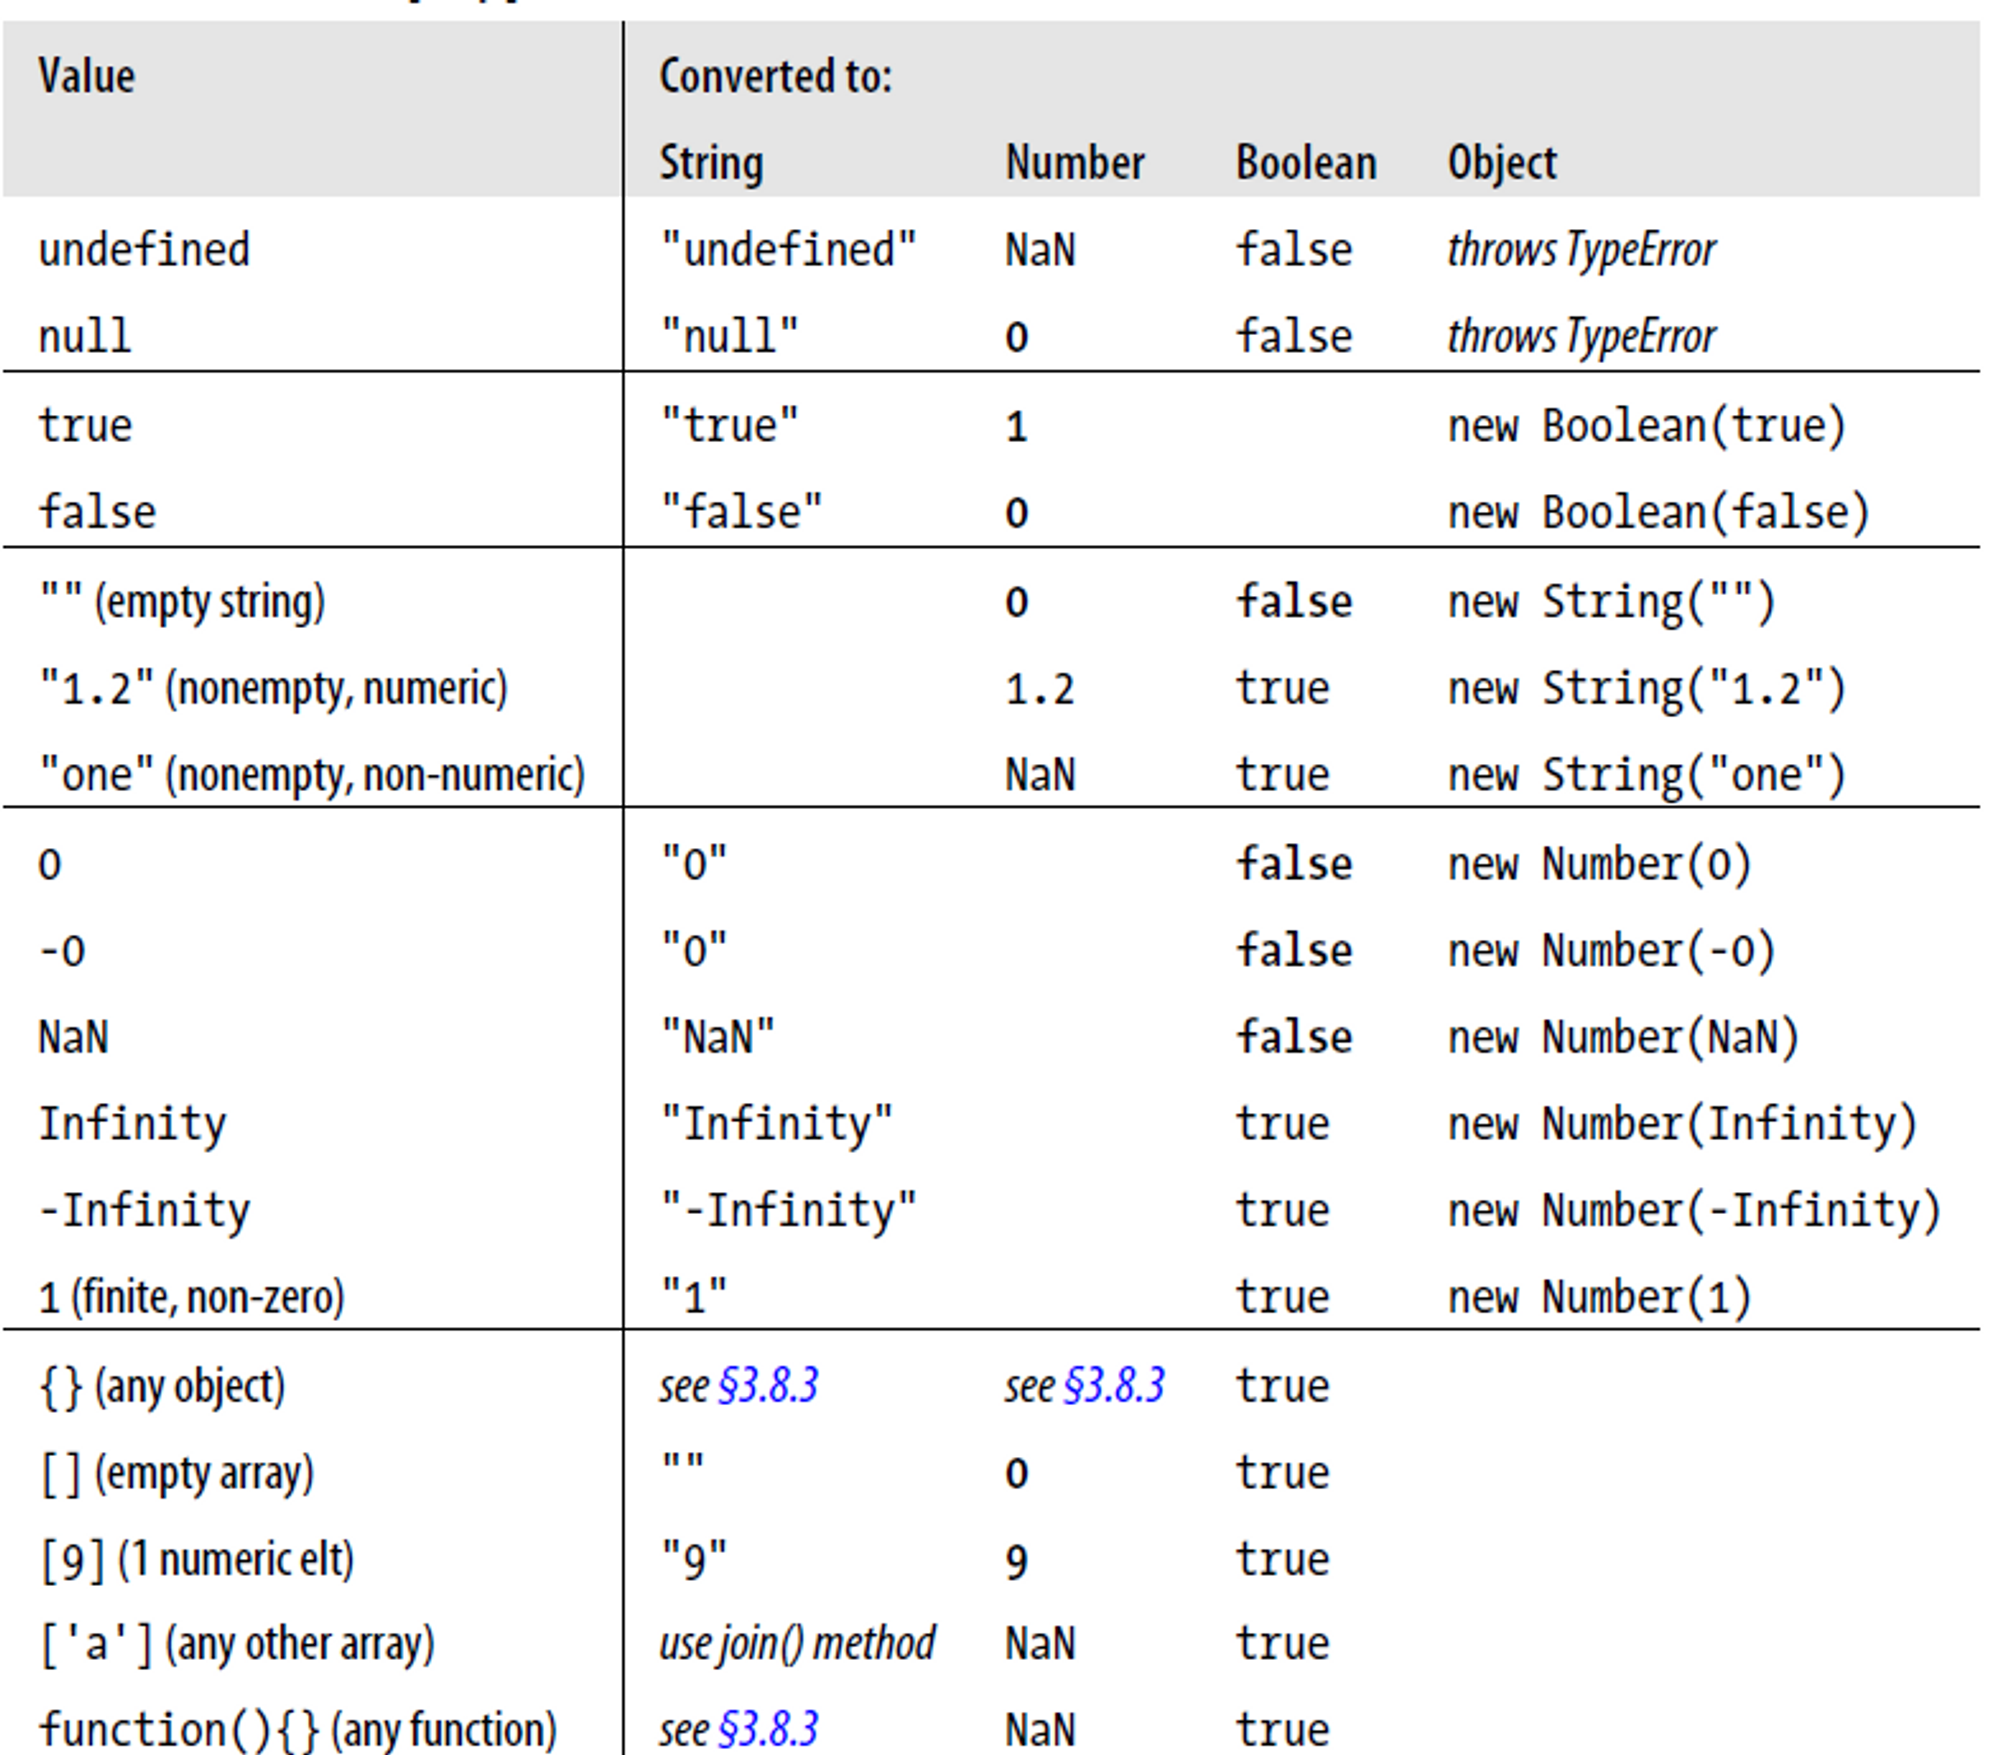 Value Converted to:
String Number Boolean Object
undefined "undefined" NaN false throws TypeError
null "null" 0 false throws TypeError
true "true" 1 new Boolean(true)
false "false" 0 new Boolean(false)
"" (empty string) 0 false new String("")
"1.2" (nonempty, numeric) 1.2 true new String("1.2")
"one" (nonempty, non-numeric) NaN true new String("one")
0 "0" false new Number(0)
-0 "0" false new Number(-0)
NaN "NaN" false new Number(NaN)
Infinity "Infinity" true new Number(Infinity)
-Infinity "-Infinity" true new Number(-Infinity)
1 (finite, non-zero) "1" true new Number(1)
{} (any object) see §3.8.3 see §3.8.3 true
[] (empty array) "" 0 true
[9] (1 numeric elt) "9" 9 true
['a'] (any other array) use join() method NaN true
function(){} (any function) see §3.8.3 NaN true